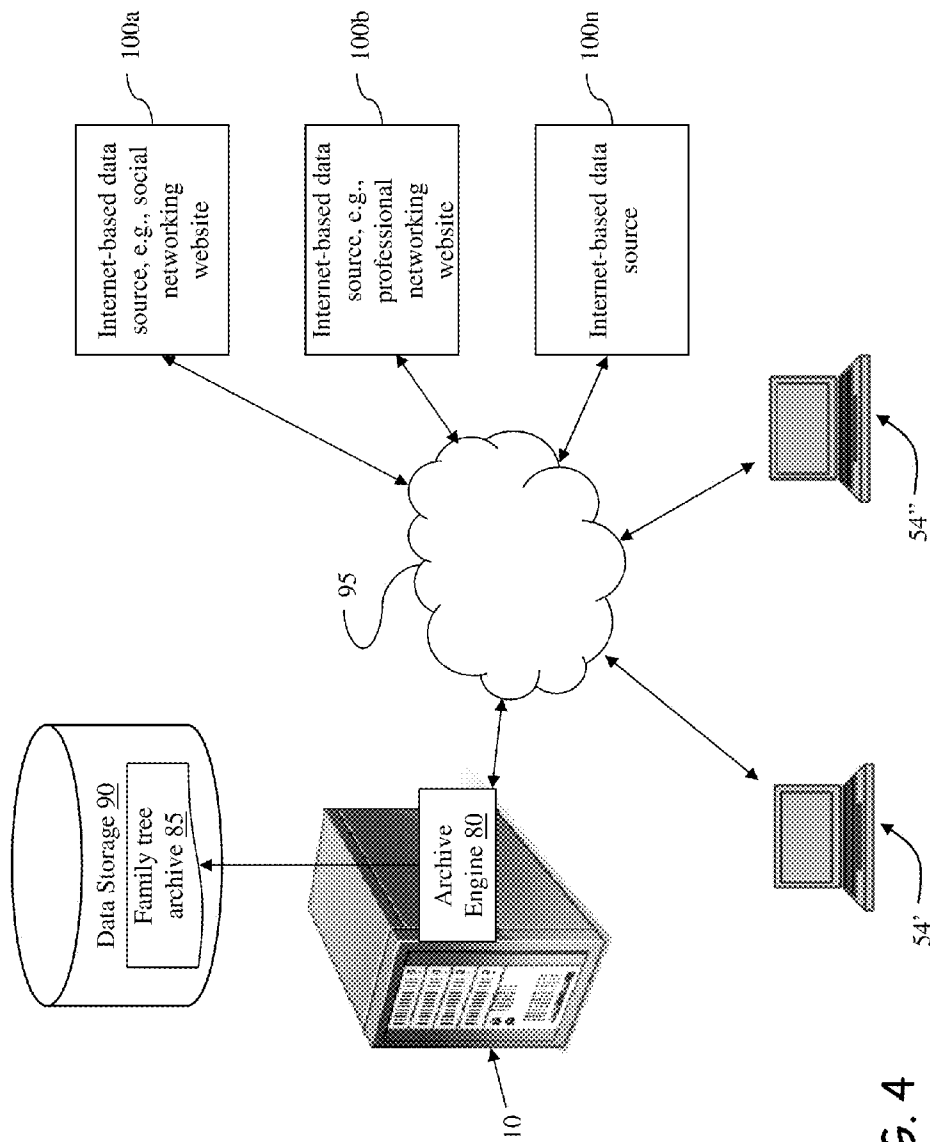 Data Storage 90
Family tree
archive 85
Internet-based data
source, e.g., social
networking
website
100a
95
Internet-based data
source, e.g.,
professional
networking
website
100b
Archive
Engine 80
10
Internet-based data
source
100n
54'
54”
G. 4